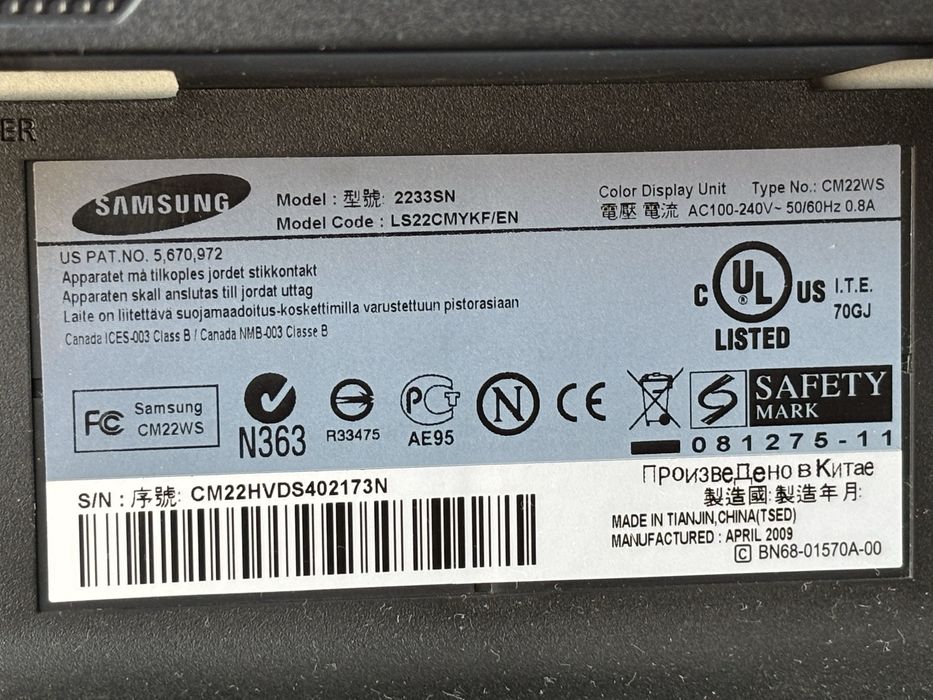 ER
SAMSUNG
Model : 型號: 2233SN
Model Code : LS22CMYKF/EN
Color Display Unit Type No.: CM22WS
電壓 電流 AC100-240V~ 50/60Hz 0.8A
US PAT.NO. 5,670,972
Apparatet må tilkoples jordet stikkontakt
Apparaten skall anslutas till jordat uttag
Laite on liitettävä suojamaadoitus-koskettimilla varustettuun pistorasiaan
Canada ICES-003 Class B / Canada NMB-003 Classe B
C UL ® US I.T.E.
70GJ
LISTED
FC Samsung
CM22WS
N363
R33475
PCT
AE95
N
CE
S SAFETY
MARK
081275-11
S/N : 序號: CM22HVDS402173N
ПроизвеДено в Китае
製造國: 製造年月:
MADE IN TIANJIN,CHINA(TSED)
MANUFACTURED : APRIL 2009
C BN68-01570A-00